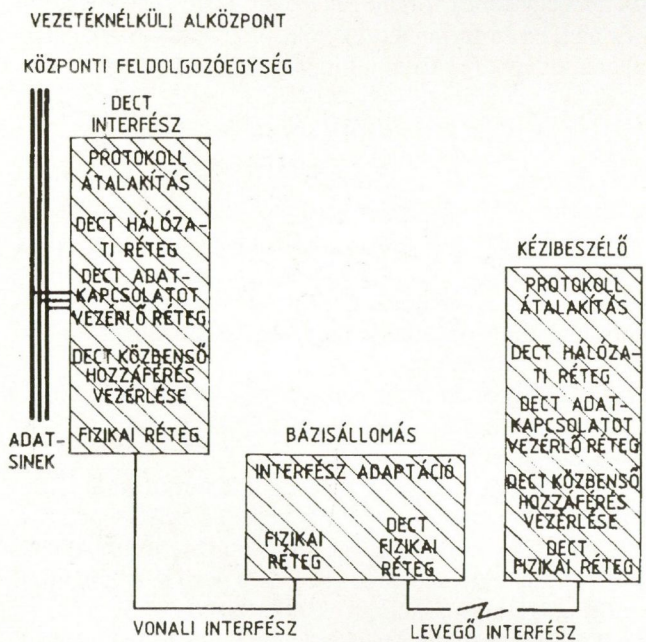 VEZETÉKNÉLKÜLI ALKÖZPONT
KÖZPONTI FELDOLGOZÓEGYSÉG
DECT
INTERFÉSZ
PROTOKOLL
ÁTALAKÍTÁS
DECT HÁLÓZA-
TI RÉTEG
DECT ADAT-
KAPCSOLATOT
VEZÉRLŐ RÉTEG
DECT KÖZBENSŐ
HOZZÁFÉRÉS
VEZÉRLÉSE
FIZIKAI RÉTEG
ADAT-
SINEK
BÁZISÁLLOMÁS
INTERFÉSZ ADAPTÁCIÓ
FIZIKAI
RÉTEG
DECT
FIZIKAI
RÉTEG
KÉZIBESZÉLŐ
PROTOKOLL
ÁTALAKÍTÁS
DECT HÁLÓZA-
TI RÉTEG
DECT ADAT-
KAPCSOLATOT
VEZÉRLŐ RÉTEG
DECT KÖZBENSŐ
HOZZÁFÉRÉS
VEZÉRLÉSE
DECT
FIZIKAI RÉTEG
VONALI INTERFÉSZ
LEVEGŐ INTERFÉSZ